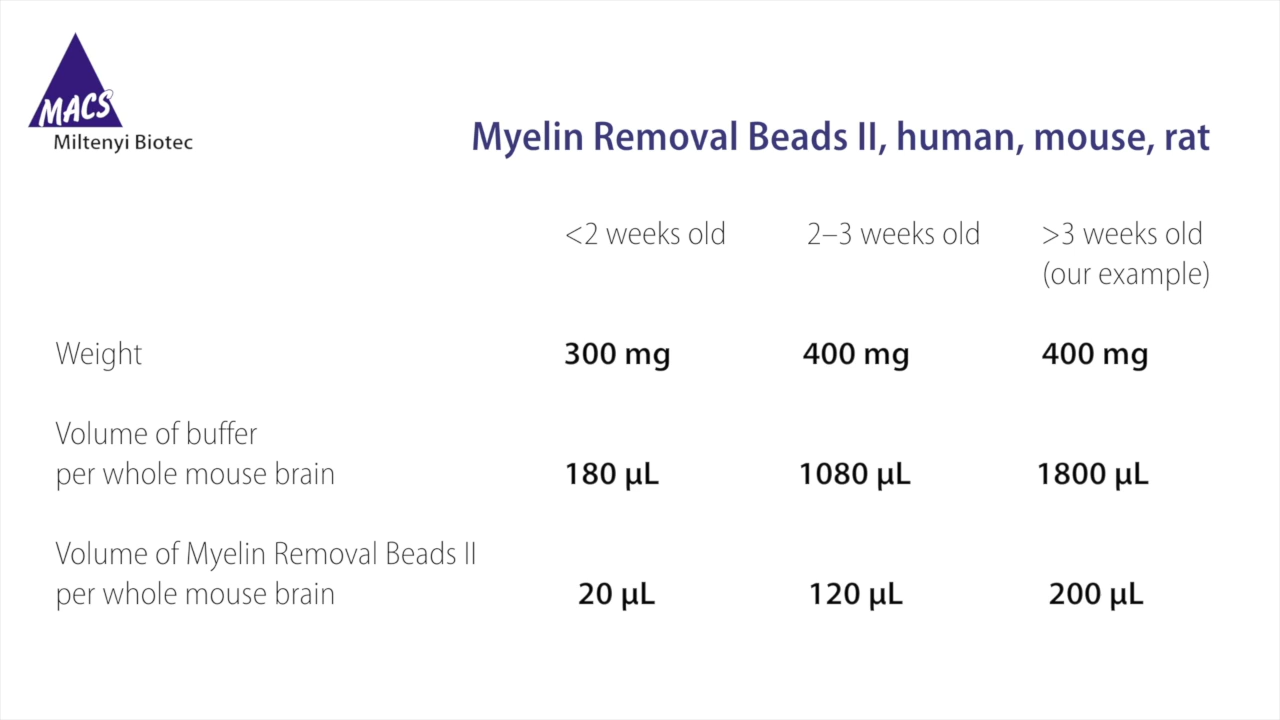 MACS
Miltenyi Biotec
Myelin Removal Beads II, human, mouse, rat
<2 weeks old 2–3 weeks old >3 weeks old
(our example)
Weight 300 mg 400 mg 400 mg
Volume of buffer
per whole mouse brain 180 µL 1080 µL 1800 µL
Volume of Myelin Removal Beads II
per whole mouse brain 20 µL 120 µL 200 µL